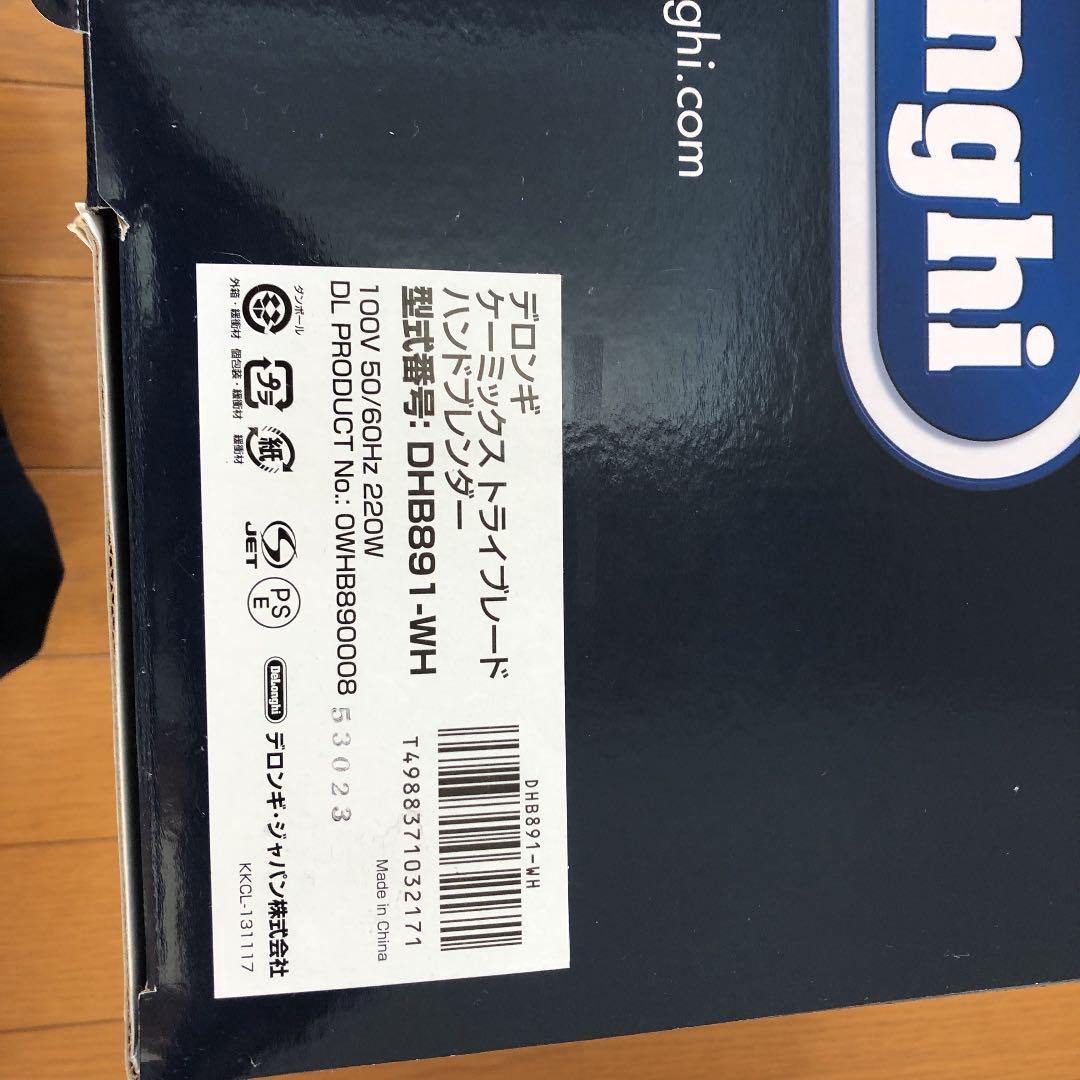 nghi
ghi.com
デロンギ
ケーミックス トライブレード
ハンドブレンダー
型式番号: DHB891-WH
100V 50/60Hz 220W
DL PRODUCT No.: 0WHB890008 53023
DHB891-WH
T4988371032171
Made in China
ダンボール
外箱・緩衝材
プラ
個包装・緩衝材
紙
緩衝材
JET
PS
E
DeLonghi
デロンギ・ジャパン株式会社
KKCL-131117